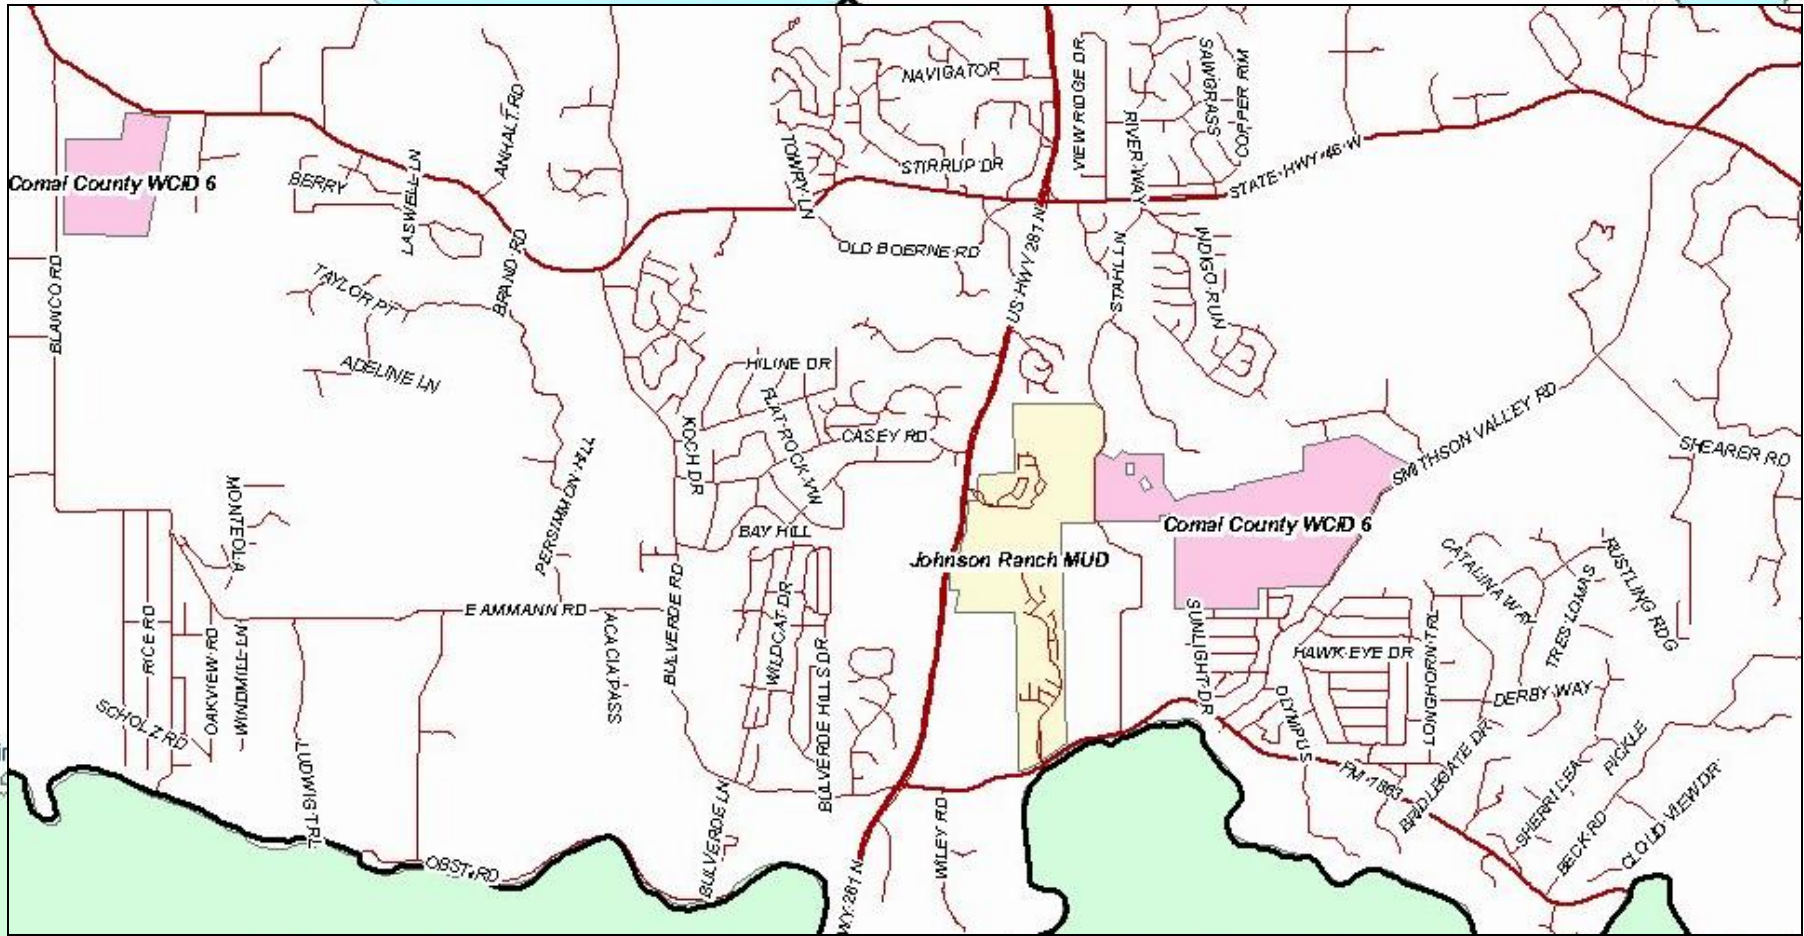 NAVIGATOR
VIEW RIDGE DR
SAWGRASS
COPPER RIM
ANHALT RD
TOWRY LN
STIRRUP DR
RIVER WAY
STATE HWY 46 W
Comal County WCID 6
BERRY
LASWELL LN
BRAND RD
OLD BOERNE RD
US HWY 281 N
STAHL LN
INDIGO RUN
BLANCO RD
TAYLOR PT
ADELINE LN
HILINE DR
FLAT ROCK VW
KOCH DR
CASEY RD
SMITHSON VALLEY RD
SHEARER RD
MONTEOLA
PERSIMMON HILL
BAY HILL
Comal County WCID 6
Johnson Ranch MUD
CATALINA WAY
TRES LOMAS
RUSTLING RDG
RICE RD
OAKVIEW RD
WINDMILL TL
E AMMANN RD
ACACIA PASS
BULVERDE RD
WILDCAT DR
BULVERDE HILLS DR
SUNLIGHT DR
HAWK EYE DR
LONGHORN TRL
DERBY WAY
SCHOLZ RD
LUDWIG TRL
OLYMPUS
FM 1863
BRIDLEGATE DR
SHERRI LEA
PICKLE
BECK RD
CLOUD VIEW DR
OBST RD
BULVERDE LN
WILEY RD
WY 281 N